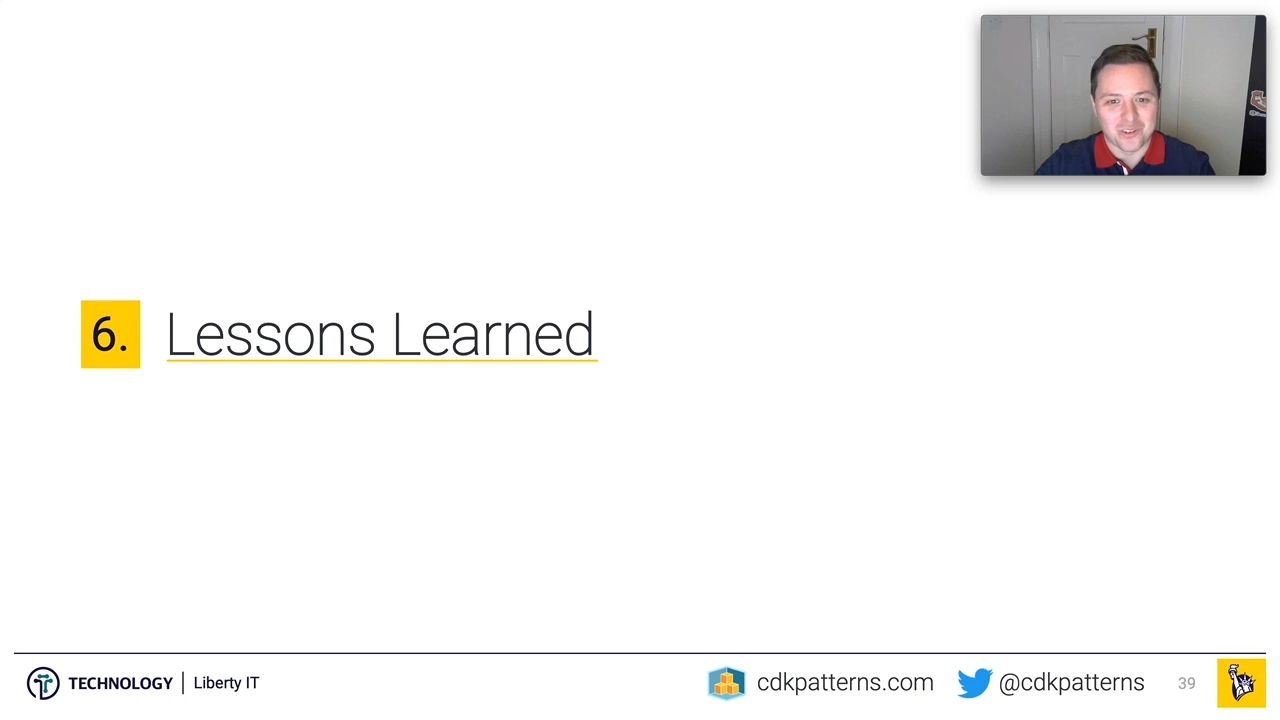 6. Lessons Learned
TECHNOLOGY | Liberty IT
cdkpatterns.com
@cdkpatterns
39